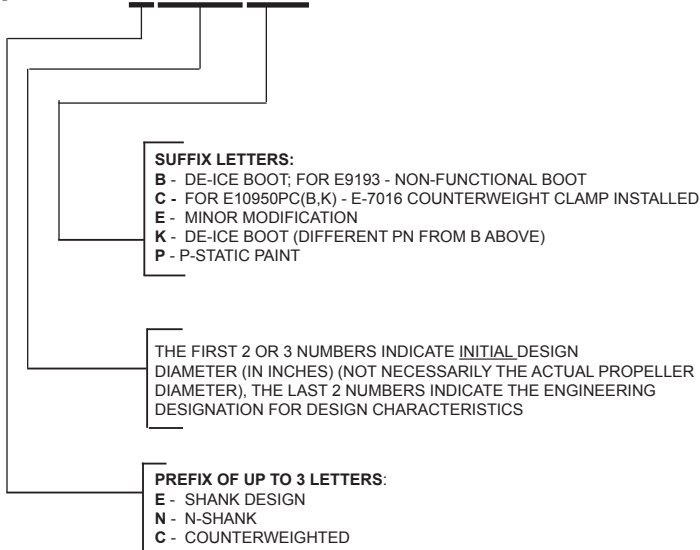 SUFFIX LETTERS:
B - DE-ICE BOOT; FOR E9193 - NON-FUNCTIONAL BOOT
C - FOR E10950PC(B,K) - E-7016 COUNTERWEIGHT CLAMP INSTALLED
E - MINOR MODIFICATION
K - DE-ICE BOOT (DIFFERENT PN FROM B ABOVE)
P - P-STATIC PAINT
THE FIRST 2 OR 3 NUMBERS INDICATE INITIAL DESIGN
DIAMETER (IN INCHES) (NOT NECESSARILY THE ACTUAL PROPELLER
DIAMETER), THE LAST 2 NUMBERS INDICATE THE ENGINEERING
DESIGNATION FOR DESIGN CHARACTERISTICS
PREFIX OF UP TO 3 LETTERS:
E - SHANK DESIGN
N - N-SHANK
C - COUNTERWEIGHTED